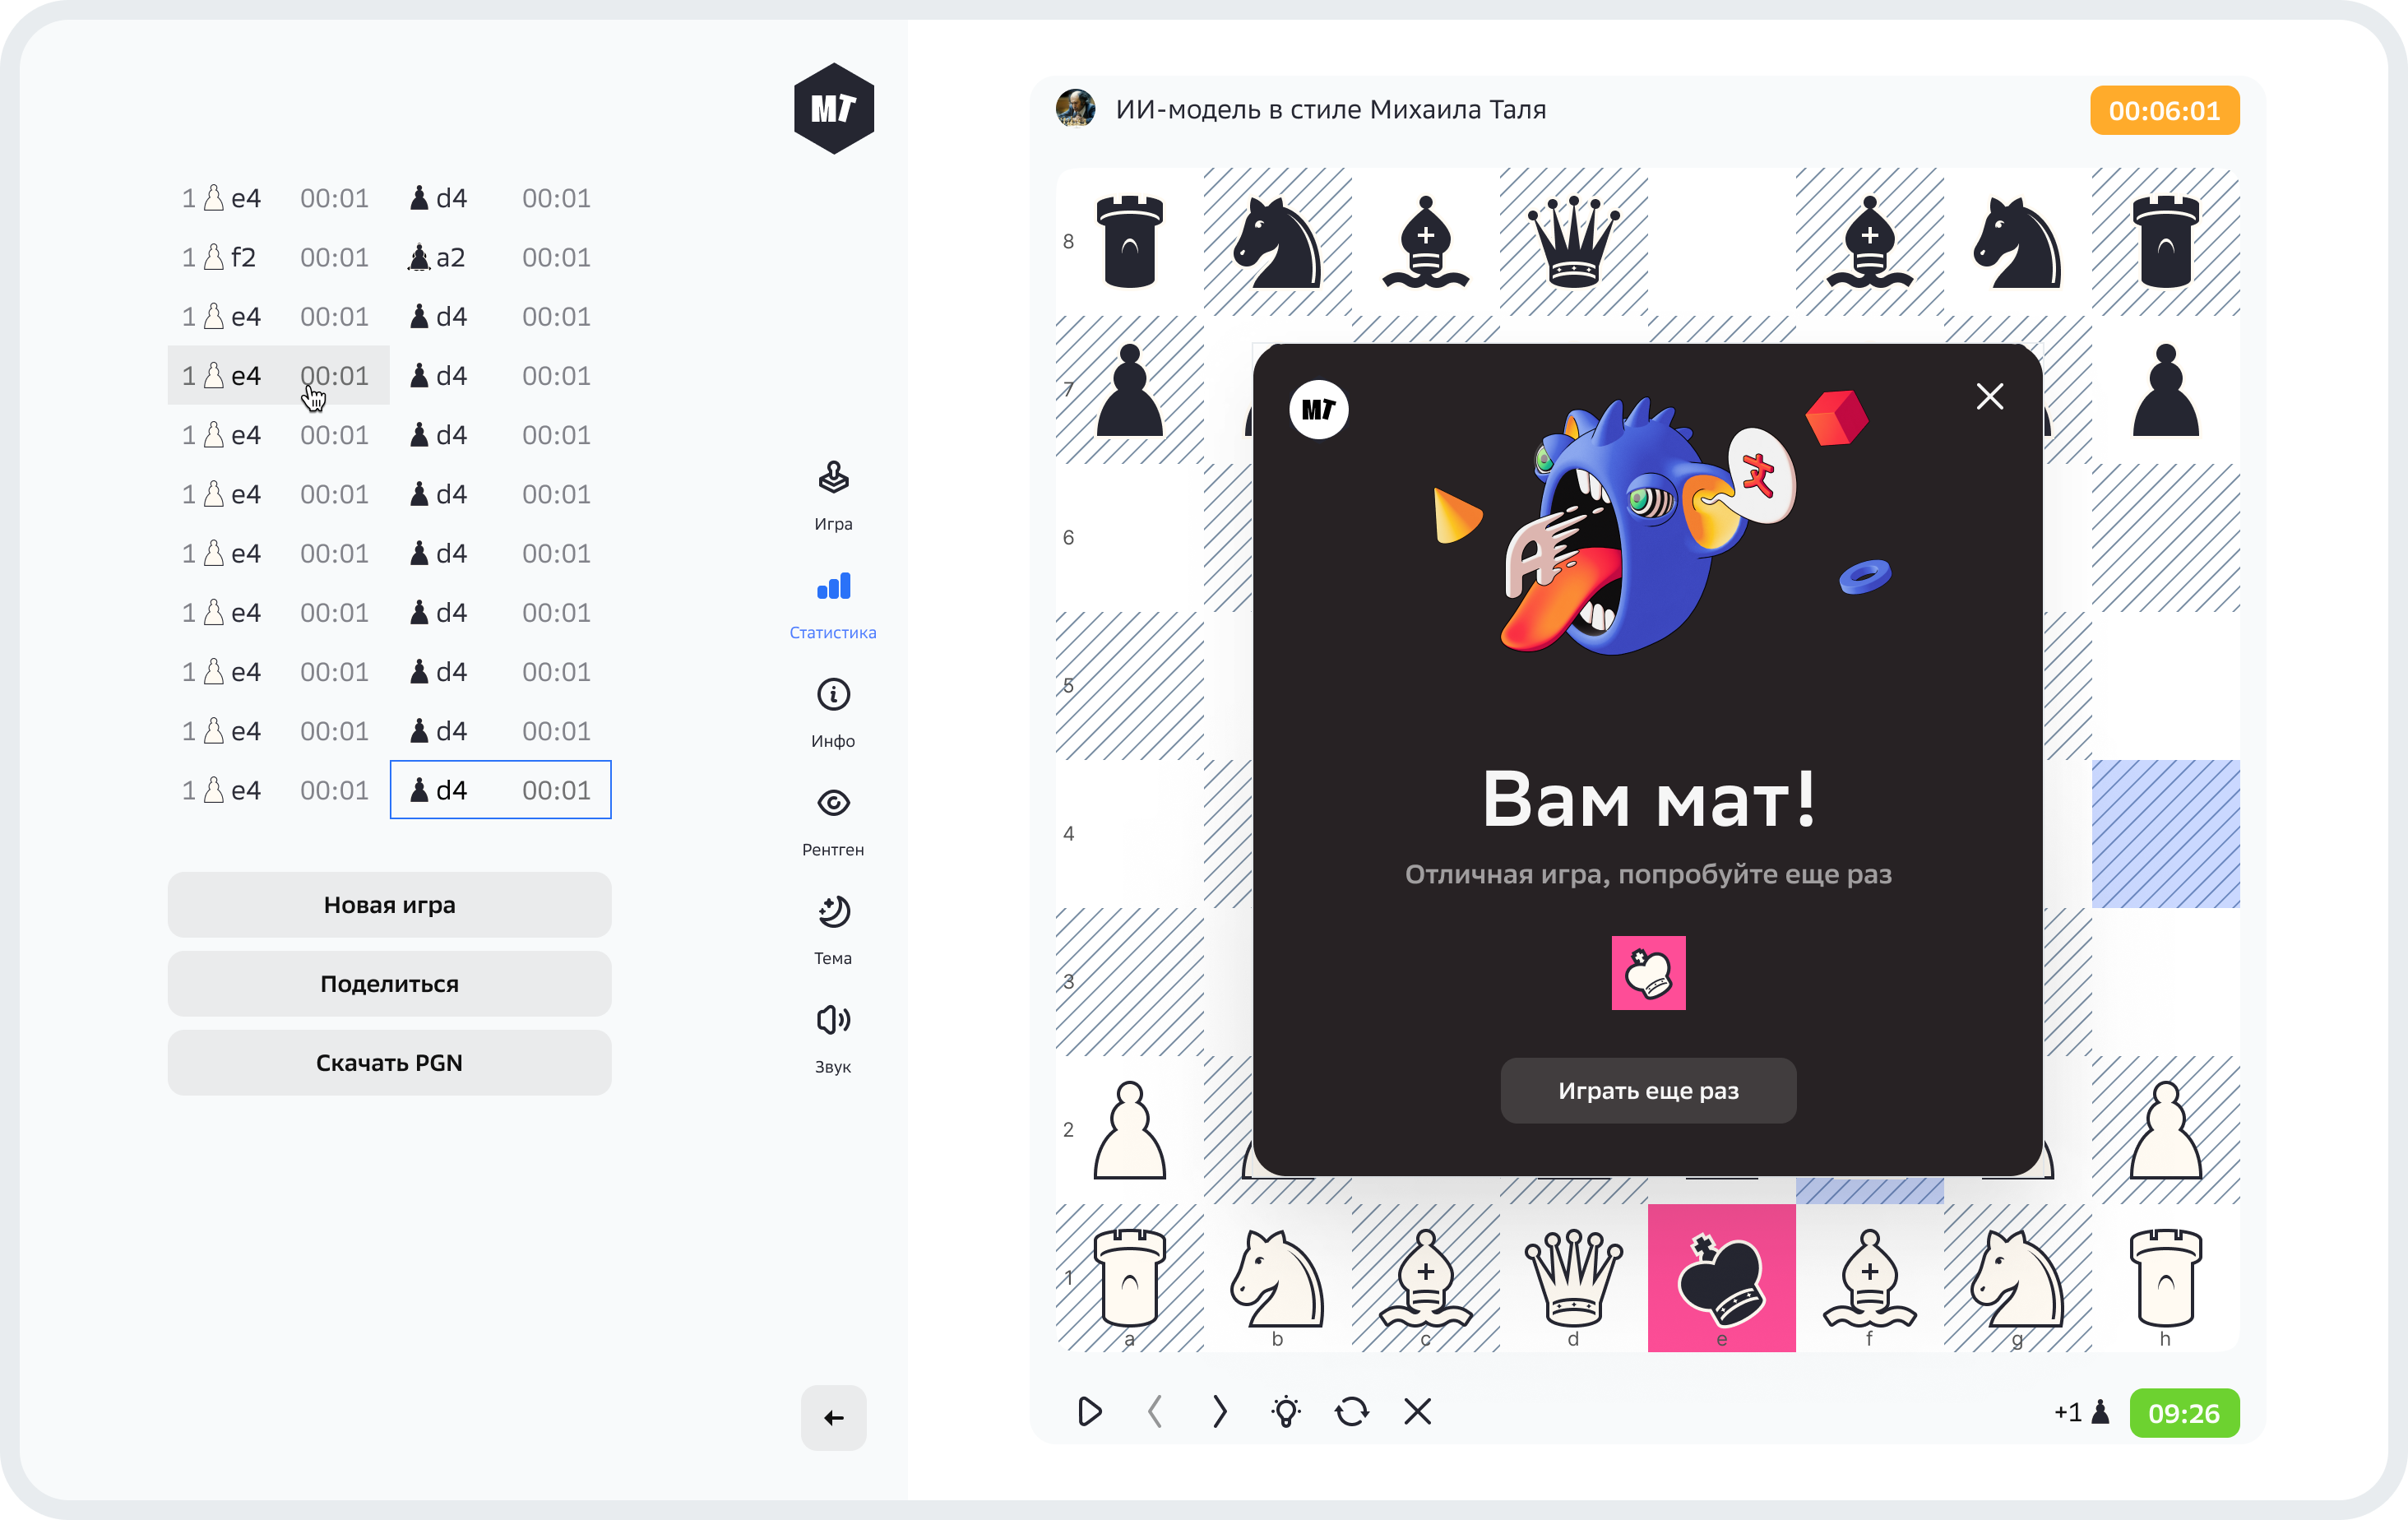 МТ
1 e4 00:01 d4 00:01
1 f2 00:01 a2 00:01
1 e4 00:01 d4 00:01
1 e4 00:01 d4 00:01
1 e4 00:01 d4 00:01
1 e4 00:01 d4 00:01
1 e4 00:01 d4 00:01
1 e4 00:01 d4 00:01
1 e4 00:01 d4 00:01
1 e4 00:01 d4 00:01
1 e4 00:01 d4 00:01
Новая игра
Поделиться
Скачать PGN
Игра
Статистика
Инфо
Рентген
Тема
Звук
ИИ-модель в стиле Михаила Таля
00:06:01
8
7
6
5
4
3
2
1
a b c d e f g h
МТ
A
文
Вам мат!
Отличная игра, попробуйте еще раз
Играть еще раз
+1
09:26